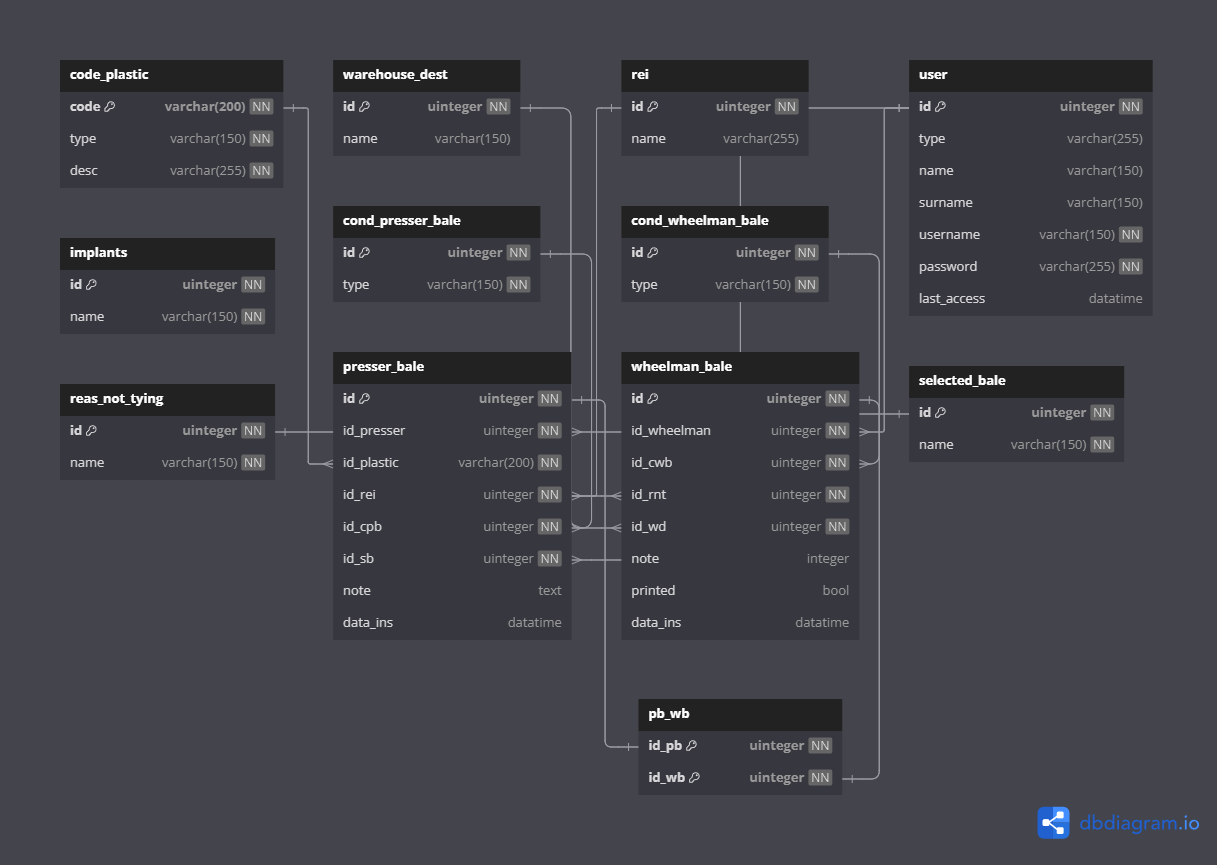 code_plastic
code varchar(200) NN
type varchar(150) NN
desc varchar(255) NN
warehouse_dest
id uinteger NN
name varchar(150)
rei
id uinteger NN
name varchar(255)
user
id uinteger NN
type varchar(255)
name varchar(150)
surname varchar(150)
username varchar(150) NN
password varchar(255) NN
last_access datatime
implants
id uinteger NN
name varchar(150) NN
cond_presser_bale
id uinteger NN
type varchar(150) NN
cond_wheelman_bale
id uinteger NN
type varchar(150) NN
reas_not_tying
id uinteger NN
name varchar(150) NN
presser_bale
id uinteger NN
id_presser uinteger NN
id_plastic varchar(200) NN
id_rei uinteger NN
id_cpb uinteger NN
id_sb uinteger NN
note text
data_ins datatime
wheelman_bale
id uinteger NN
id_wheelman uinteger NN
id_cwb uinteger NN
id_rnt uinteger NN
id_wd uinteger NN
note integer
printed bool
data_ins datatime
selected_bale
id uinteger NN
name varchar(150) NN
pb_wb
id_pb uinteger NN
id_wb uinteger NN
dbdiagram.io